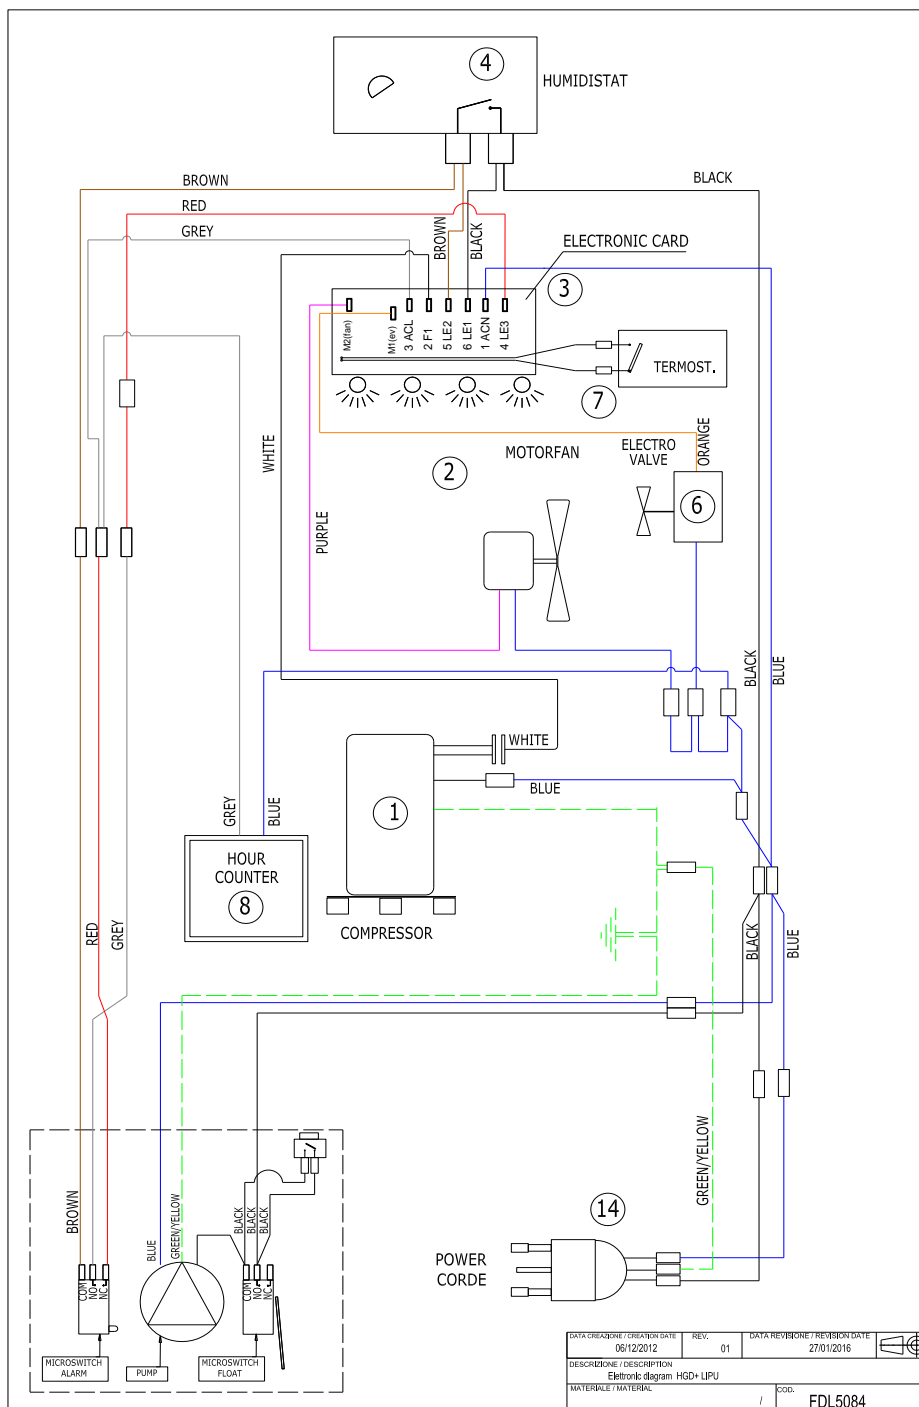 4
HUMIDISTAT
BROWN
BLACK
RED
GREY
BROWN
BLACK
ELECTRONIC CARD
3
M2(fan)
M1(ev)
3 ACL
2 F1
5 LE2
6 LE1
1 ACN
4 LE3
TERMOST.
7
WHITE
MOTORFAN
ELECTRO
VALVE
ORANGE
2
6
PURPLE
BLACK
BLUE
WHITE
BLUE
1
GREY
BLUE
HOUR
COUNTER
8
COMPRESSOR
RED
GREY
BLACK
BLUE
GREEN/YELLOW
BROWN
BLUE
GREEN/YELLOW
BLACK
BLACK
BLACK
14
POWER
CORDE
COM
NO
NC
COM
NO
NC
MICROSWITCH
ALARM
PUMP
MICROSWITCH
FLOAT
DATA CREAZIONE / CREATION DATE
REV.
DATA REVISIONE / REVISION DATE
06/12/2012
01
27/01/2016
DESCRIZIONE / DESCRIPTION
Elettronic diagram HGD+ LIPU
MATERIALE / MATERIAL
/
COD.
FDL5084